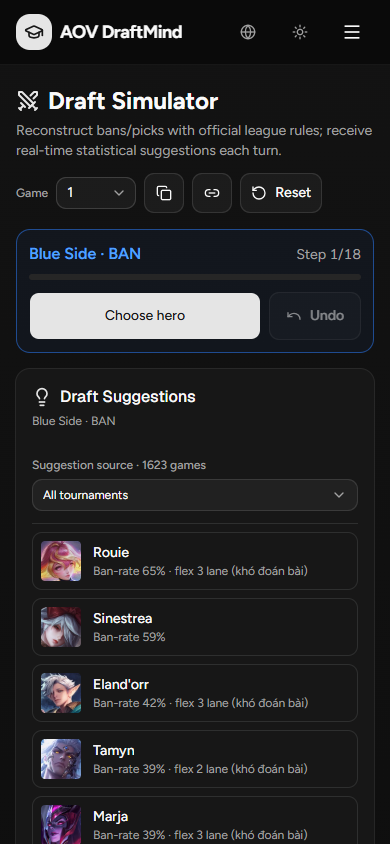 AOV DraftMind
Draft Simulator
Reconstruct bans/picks with official league rules; receive
real-time statistical suggestions each turn.
Game
1
Reset
Blue Side · BAN
Step 1/18
Choose hero
Undo
Draft Suggestions
Blue Side · BAN
Suggestion source · 1623 games
All tournaments
Rouie
Ban-rate 65% · flex 3 lane (khó đoán bài)
Sinestrea
Ban-rate 59%
Eland'orr
Ban-rate 42% · flex 3 lane (khó đoán bài)
Tamyn
Ban-rate 39% · flex 2 lane (khó đoán bài)
Marja
Ban-rate 39% · flex 3 lane (khó đoán bài)